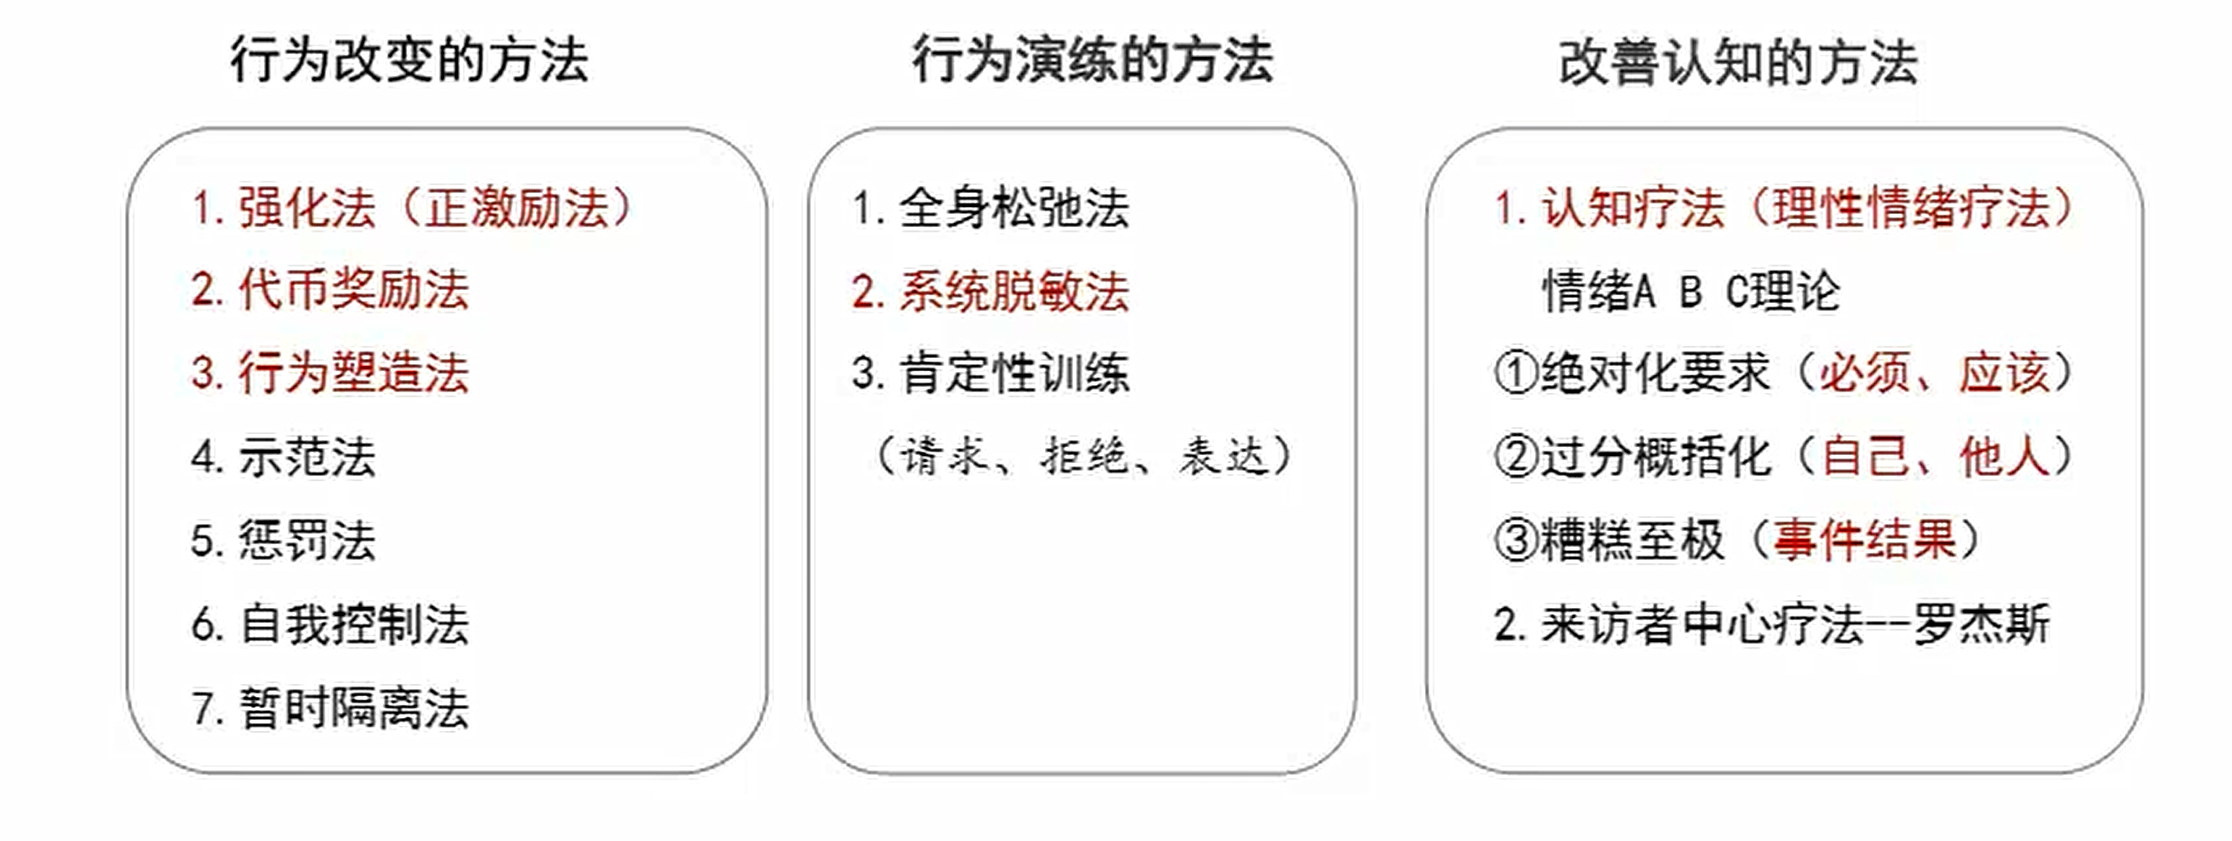 行为改变的方法
1. 强化法（正激励法）
2. 代币奖励法
3. 行为塑造法
4. 示范法
5. 惩罚法
6. 自我控制法
7. 暂时隔离法
行为演练的方法
1. 全身松弛法
2. 系统脱敏法
3. 肯定性训练
（请求、拒绝、表达）
改善认知的方法
1. 认知疗法（理性情绪疗法）
情绪A B C理论
①绝对化要求（必须、应该）
②过分概括化（自己、他人）
③糟糕至极（事件结果）
2. 来访者中心疗法--罗杰斯